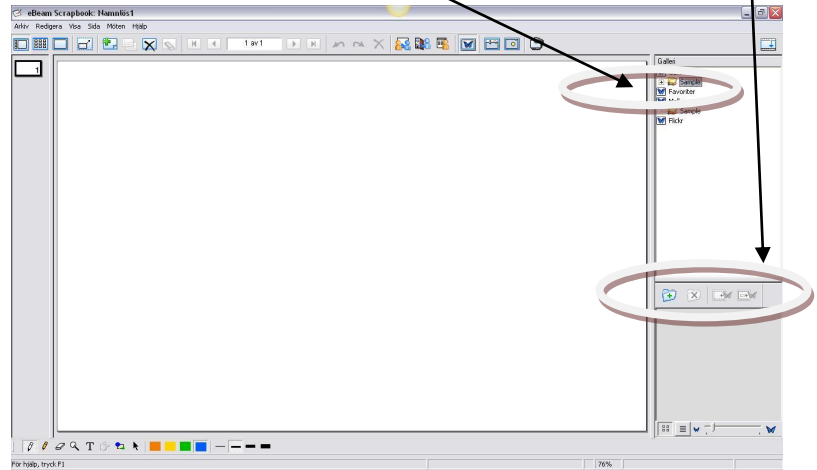 eBeam Scrapbook: Namnlös1
Arkiv Redigera Visa Sida Möten Hjälp
1 av 1
1
Galleri
Sample
Favoriter
Sample
Flickr
T
För hjälp, tryck F1
76%